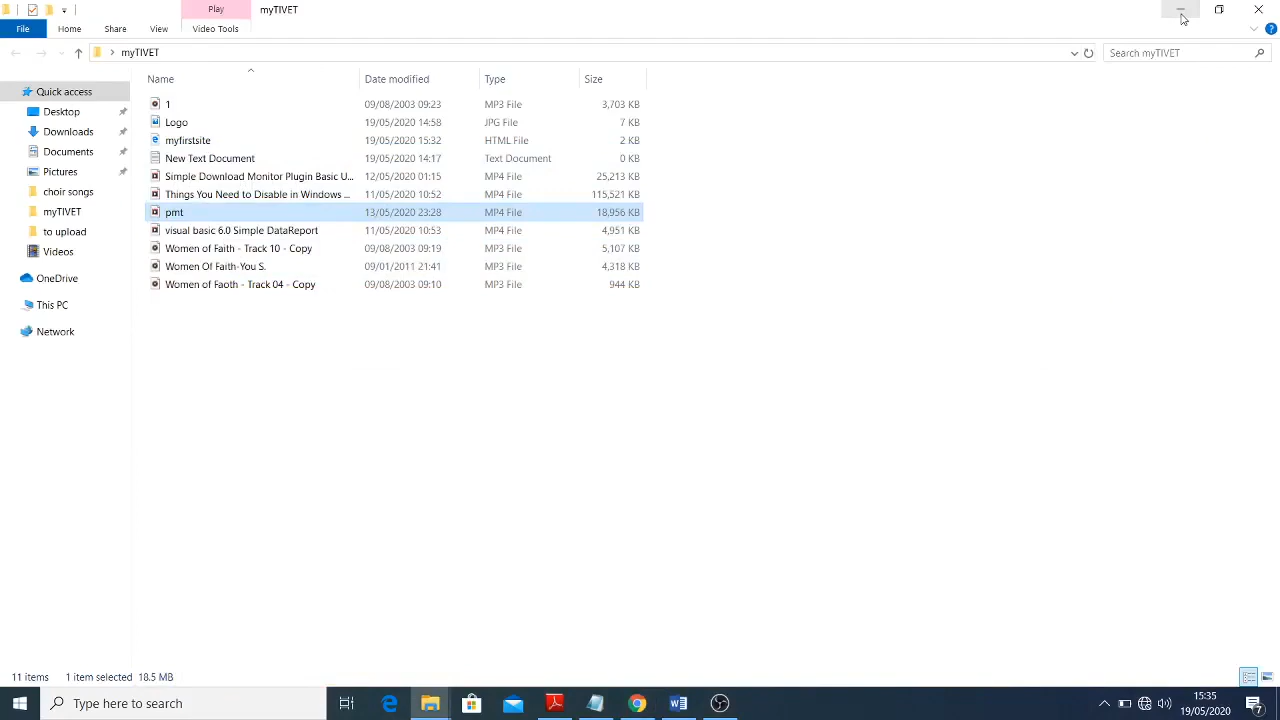 Play
myTIVET
File
Home
Share
View
Video Tools
myTIVET
Search myTIVET
Name
Date modified
Type
Size
Quick access
Desktop
Downloads
Documents
Pictures
choir songs
myTIVET
to upload
Videos
OneDrive
This PC
Network
1 09/08/2003 09:23 MP3 File 3,703 KB
Logo 19/05/2020 14:58 JPG File 7 KB
myfirstsite 19/05/2020 15:32 HTML File 2 KB
New Text Document 19/05/2020 14:17 Text Document 0 KB
Simple Download Monitor Plugin Basic U... 12/05/2020 01:15 MP4 File 25,213 KB
Things You Need to Disable in Windows ... 11/05/2020 10:52 MP4 File 115,521 KB
pmt 13/05/2020 23:28 MP4 File 18,956 KB
visual basic 6.0 Simple DataReport 11/05/2020 10:53 MP4 File 4,951 KB
Women of Faith - Track 10 - Copy 09/08/2003 09:19 MP3 File 5,107 KB
Women Of Faith-You S. 09/01/2011 21:41 MP3 File 4,318 KB
Women of Faoth - Track 04 - Copy 09/08/2003 09:10 MP3 File 944 KB
11 items 1 item selected 18.5 MB
Type here to search
15:35
19/05/2020
7